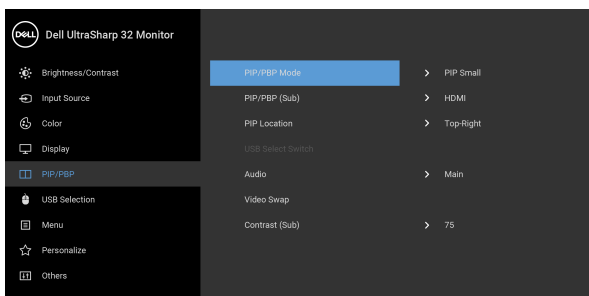 DELL Dell UltraSharp 32 Monitor
Brightness/Contrast PIP/PBP Mode PIP Small
Input Source PIP/PBP (Sub) HDMI
Color PIP Location Top-Right
Display USB Select Switch
PIP/PBP Audio Main
USB Selection Video Swap
Menu Contrast (Sub) 75
Personalize
Others